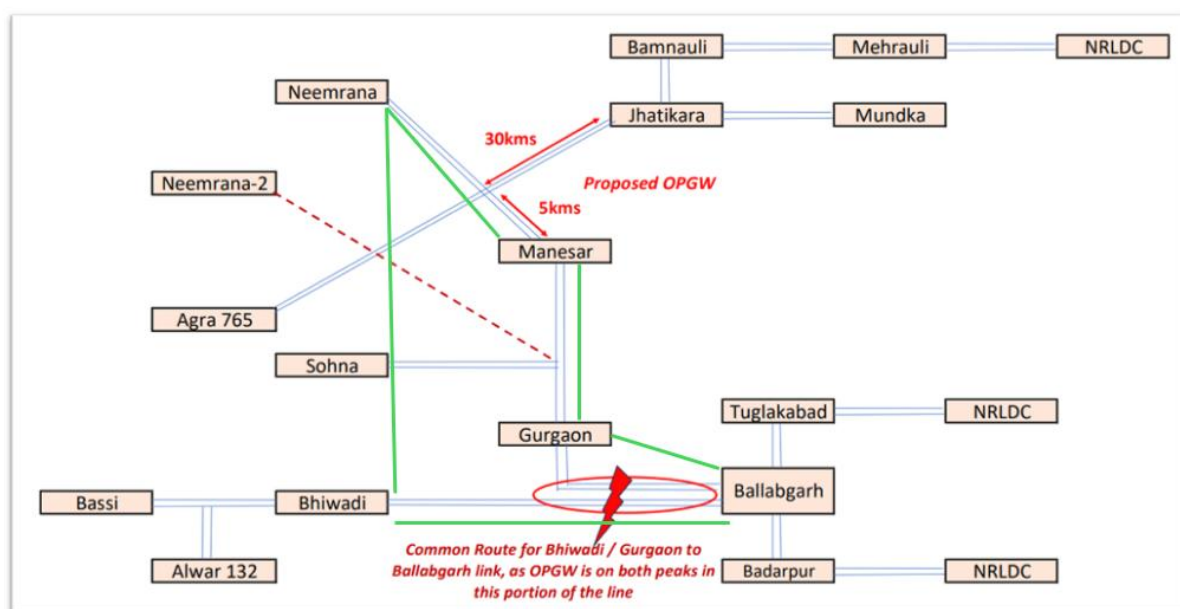 Bamnauli
Mehrauli
NRLDC
Neemrana
Jhatikara
Mundka
30kms
Neemrana-2
Proposed OPGW
5kms
Manesar
Agra 765
Sohna
Tuglakabad
NRLDC
Gurgaon
Ballabgarh
Bassi
Bhiwadi
Common Route for Bhiwadi / Gurgaon to
Ballabgarh link, as OPGW is on both peaks in
this portion of the line
Alwar 132
Badarpur
NRLDC